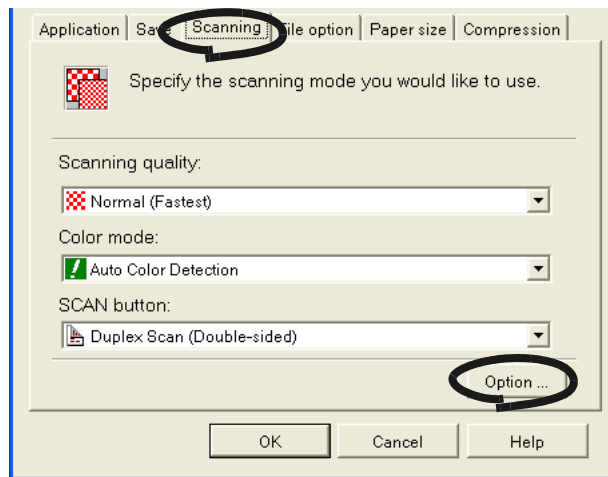 Application Save Scanning File option Paper size Compression
Specify the scanning mode you would like to use.
Scanning quality:
Normal (Fastest)
Color mode:
Auto Color Detection
SCAN button:
Duplex Scan (Double-sided)
Option ...
OK Cancel Help